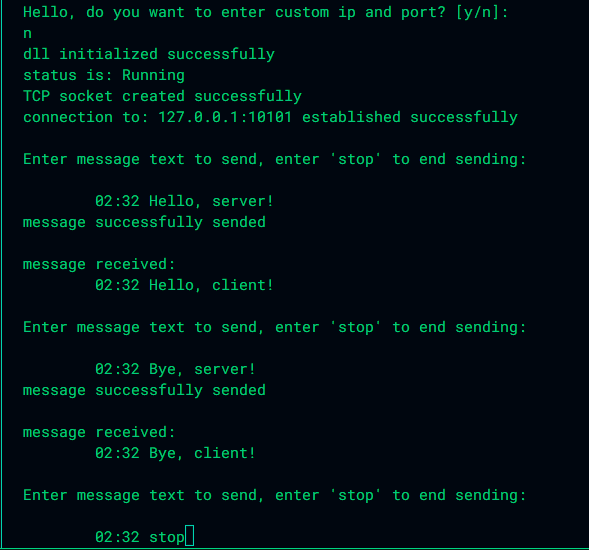 Hello, do you want to enter custom ip and port? [y/n]:
n
dll initialized successfully
status is: Running
TCP socket created successfully
connection to: 127.0.0.1:10101 established successfully
Enter message text to send, enter 'stop' to end sending:
02:32 Hello, server!
message successfully sended
message received:
02:32 Hello, client!
Enter message text to send, enter 'stop' to end sending:
02:32 Bye, server!
message successfully sended
message received:
02:32 Bye, client!
Enter message text to send, enter 'stop' to end sending:
02:32 stop